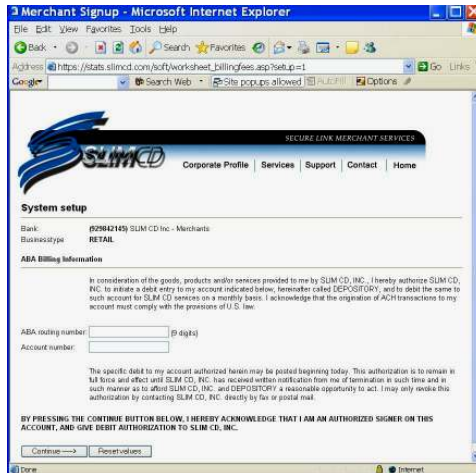 Merchant Signup - Microsoft Internet Explorer
File Edit View Favorites Tools Help
Back Search Favorites
Address https://stats.slimcd.com/soft/worksheet_billingfees.asp?setup=1 Go Links
Google Search Web Site popups allowed AutoFill Options
SECURE LINK MERCHANT SERVICES
SLIMCD
Corporate Profile | Services | Support | Contact | Home
System setup
Bank: (929842145) SLIM CD Inc - Merchants
Businesstype RETAIL
ABA Billing Information
In consideration of the goods, products and/or services provided to me by SLIM CD, INC., I hereby authorize SLIM CD,
INC. to initiate a debit entry to my account indicated below, hereinafter called DEPOSITORY, and to debit the same to
such account for SLIM CD services on a monthly basis. I acknowledge that the origination of ACH transactions to my
account must comply with the provisions of U.S. law.
ABA routing number: (9 digits)
Account number:
The specific debit to my account authorized herein may be posted beginning today. This authorization is to remain in
full force and effect until SLIM CD, INC. has received written notification from me of termination in such time and in
such manner as to afford SLIM CD, INC. and DEPOSITORY a reasonable opportunity to act. I may only revoke this
authorization by contacting SLIM CD, INC. directly by fax or postal mail.
BY PRESSING THE CONTINUE BUTTON BELOW, I HEREBY ACKNOWLEDGE THAT I AM AN AUTHORIZED SIGNER ON THIS
ACCOUNT, AND GIVE DEBIT AUTHORIZATION TO SLIM CD, INC.
Continue ---> Reset values
Done Internet